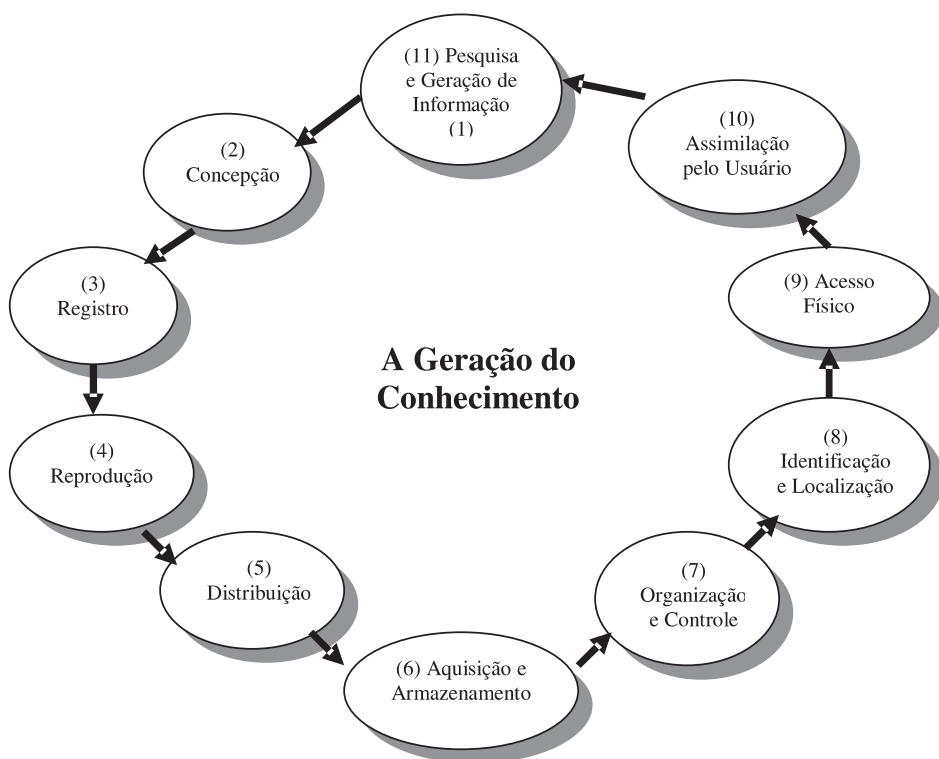 (11) Pesquisa
e Geração de
Informação
(1)
(2)
Concepção
(3)
Registro
(4)
Reprodução
(5)
Distribuição
(6) Aquisição e
Armazenamento
(7)
Organização
e Controle
(8)
Identificação
e Localização
(9) Acesso
Físico
(10)
Assimilação
pelo Usuário
A Geração do
Conhecimento